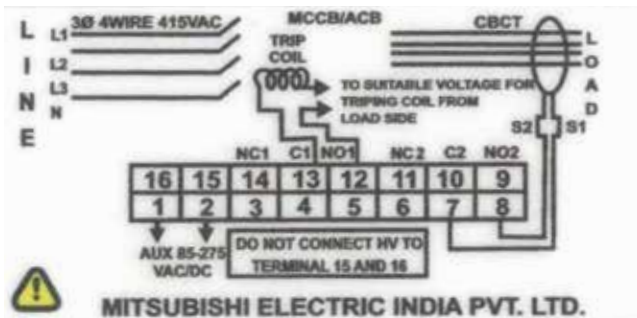 3Ø 4WIRE 415VAC MCCB/ACB CBCT
LINE
L1
L2
L3
N
TRIP
COIL
TO SUITABLE VOLTAGE FOR
TRIPING COIL FROM
LOAD SIDE
LOAD
S2 S1
NC1 C1 NO1 NC2 C2 NO2
16 15 14 13 12 11 10 9
1 2 3 4 5 6 7 8
AUX 85-275
VAC/DC
DO NOT CONNECT HV TO
TERMINAL 15 AND 16
MITSUBISHI ELECTRIC INDIA PVT. LTD.